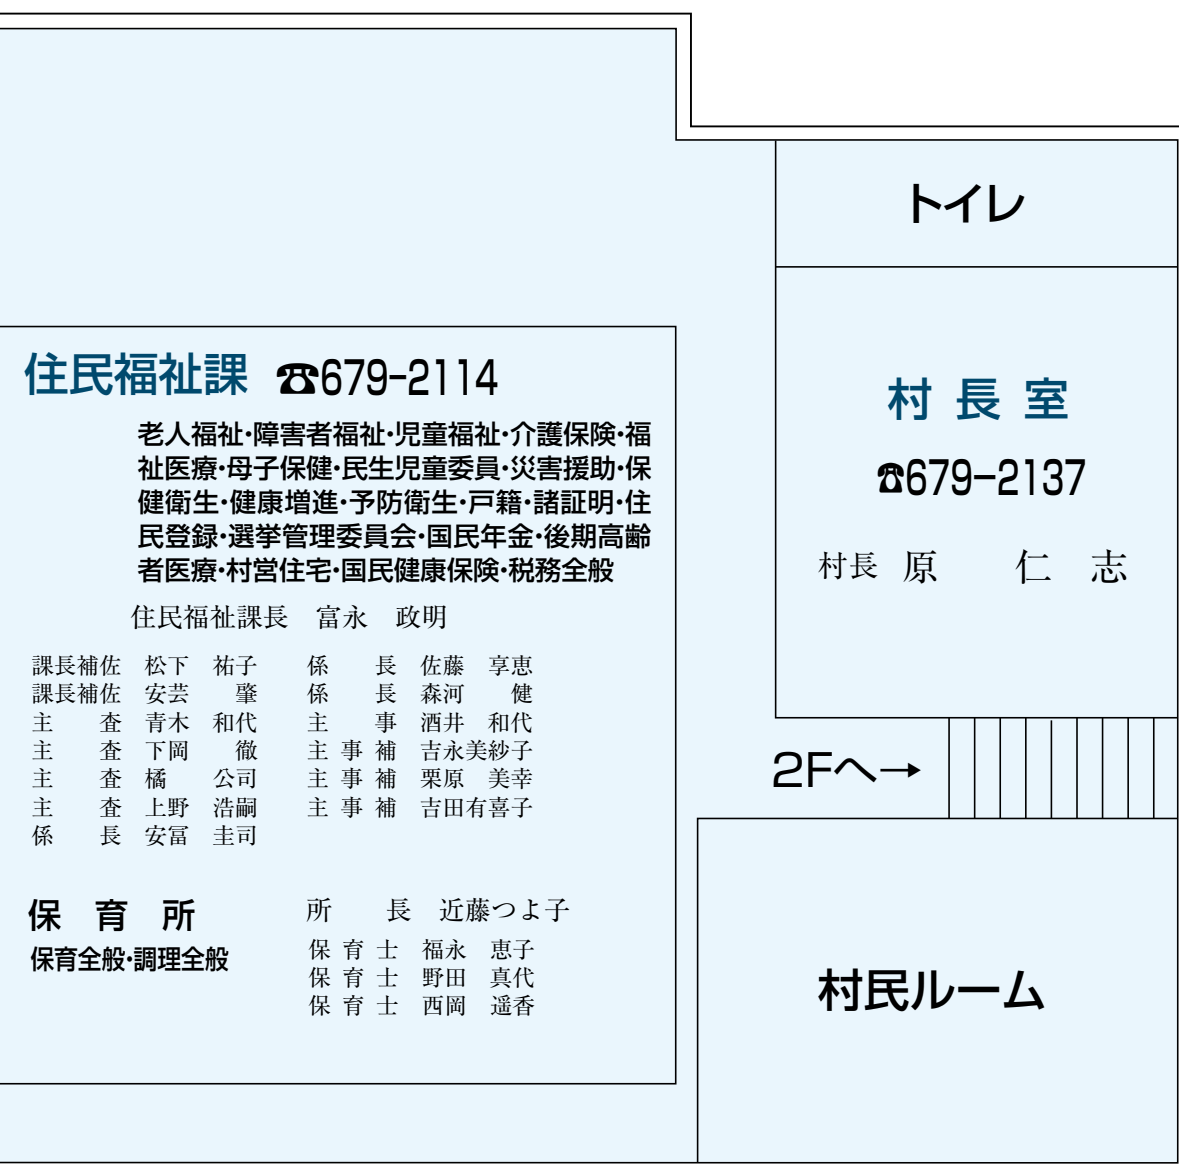 トイレ
住民福祉課 ☎679-2114
老人福祉・障害者福祉・児童福祉・介護保険・福
祉医療・母子保健・民生児童委員・災害援助・保
健衛生・健康増進・予防衛生・戸籍・諸証明・住
民登録・選挙管理委員会・国民年金・後期高齢
者医療・村営住宅・国民健康保険・税務全般
住民福祉課長 富永 政明
課長補佐 松下 祐子 係 長 佐藤 享恵
課長補佐 安芸 肇 係 長 森河 健
主 査 青木 和代 主 事 酒井 和代
主 査 下岡 徹 主 事 補 吉永美紗子
主 査 橘 公司 主 事 補 栗原 美幸
主 査 上野 浩嗣 主 事 補 吉田有喜子
係 長 安冨 圭司
保 育 所
保育全般・調理全般
所 長 近藤つよ子
保 育 士 福永 恵子
保 育 士 野田 真代
保 育 士 西岡 遥香
村 長 室
☎679-2137
村長 原 仁 志
2Fへ→
村民ルーム